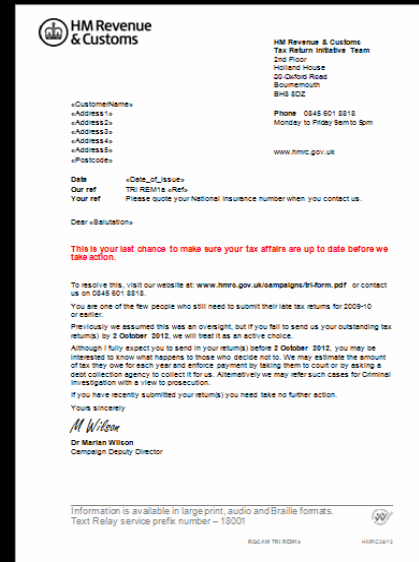 HM Revenue
& Customs
HM Revenue & Customs
Tax Return Initiative Team
2nd Floor
Holland House
20 Oxford Road
Bournemouth
BH8 8DZ
«CustomerName»
«Address1»
«Address2»
«Address3»
«Address4»
«Address5»
«Postcode»
Phone 0845 601 8818
Monday to Friday 9am to 5pm
www.hmrc.gov.uk
Date «Date_of_issue»
Our ref TRI REM1a «Ref»
Your ref Please quote your National Insurance number when you contact us.
Dear «Salutation»
This is your last chance to make sure your tax affairs are up to date before we
take action.
To resolve this, visit our website at: www.hmrc.gov.uk/campaigns/tri-form.pdf or contact
us on 0845 601 8818.
You are one of the few people who still need to submit their late tax returns for 2009-10
or earlier.
Previously we assumed this was an oversight, but if you fail to send us your outstanding tax
return(s) by 2 October 2012, we will treat it as an active choice.
Although I fully expect you to send in your return(s) before 2 October 2012, you may be
interested to know what happens to those who decide not to. We may estimate the amount
of tax they owe for each year and enforce payment by taking them to court or by asking a
debt collection agency to collect it for us. Alternatively we may refer such cases for Criminal
Investigation with a view to prosecution.
If you have recently submitted your return(s) you need take no further action.
Yours sincerely
M Wilson
Dr Marian Wilson
Campaign Deputy Director
Information is available in large print, audio and Braille formats.
Text Relay service prefix number – 18001
TRI REM1a